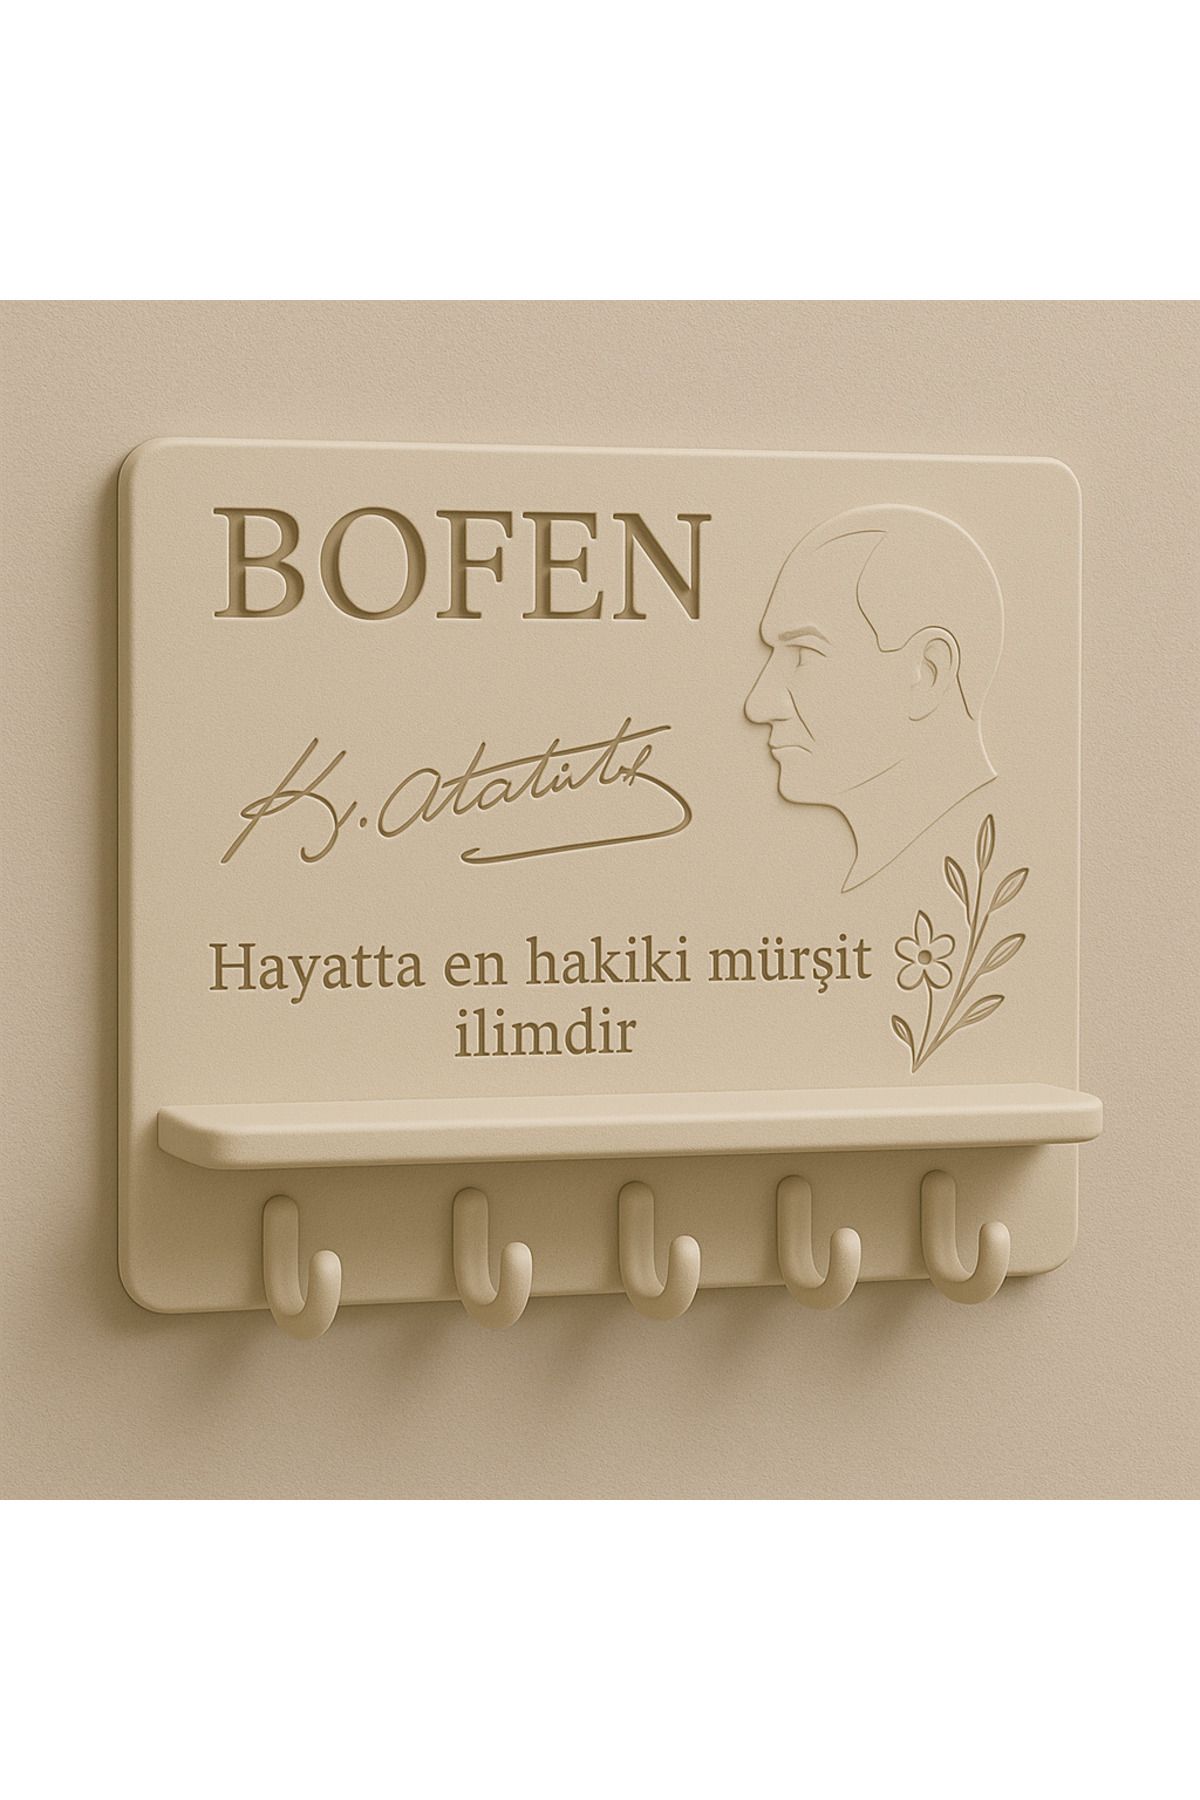 BOFEN
K. Atatürk
Hayatta en hakiki mürşit
ilimdir